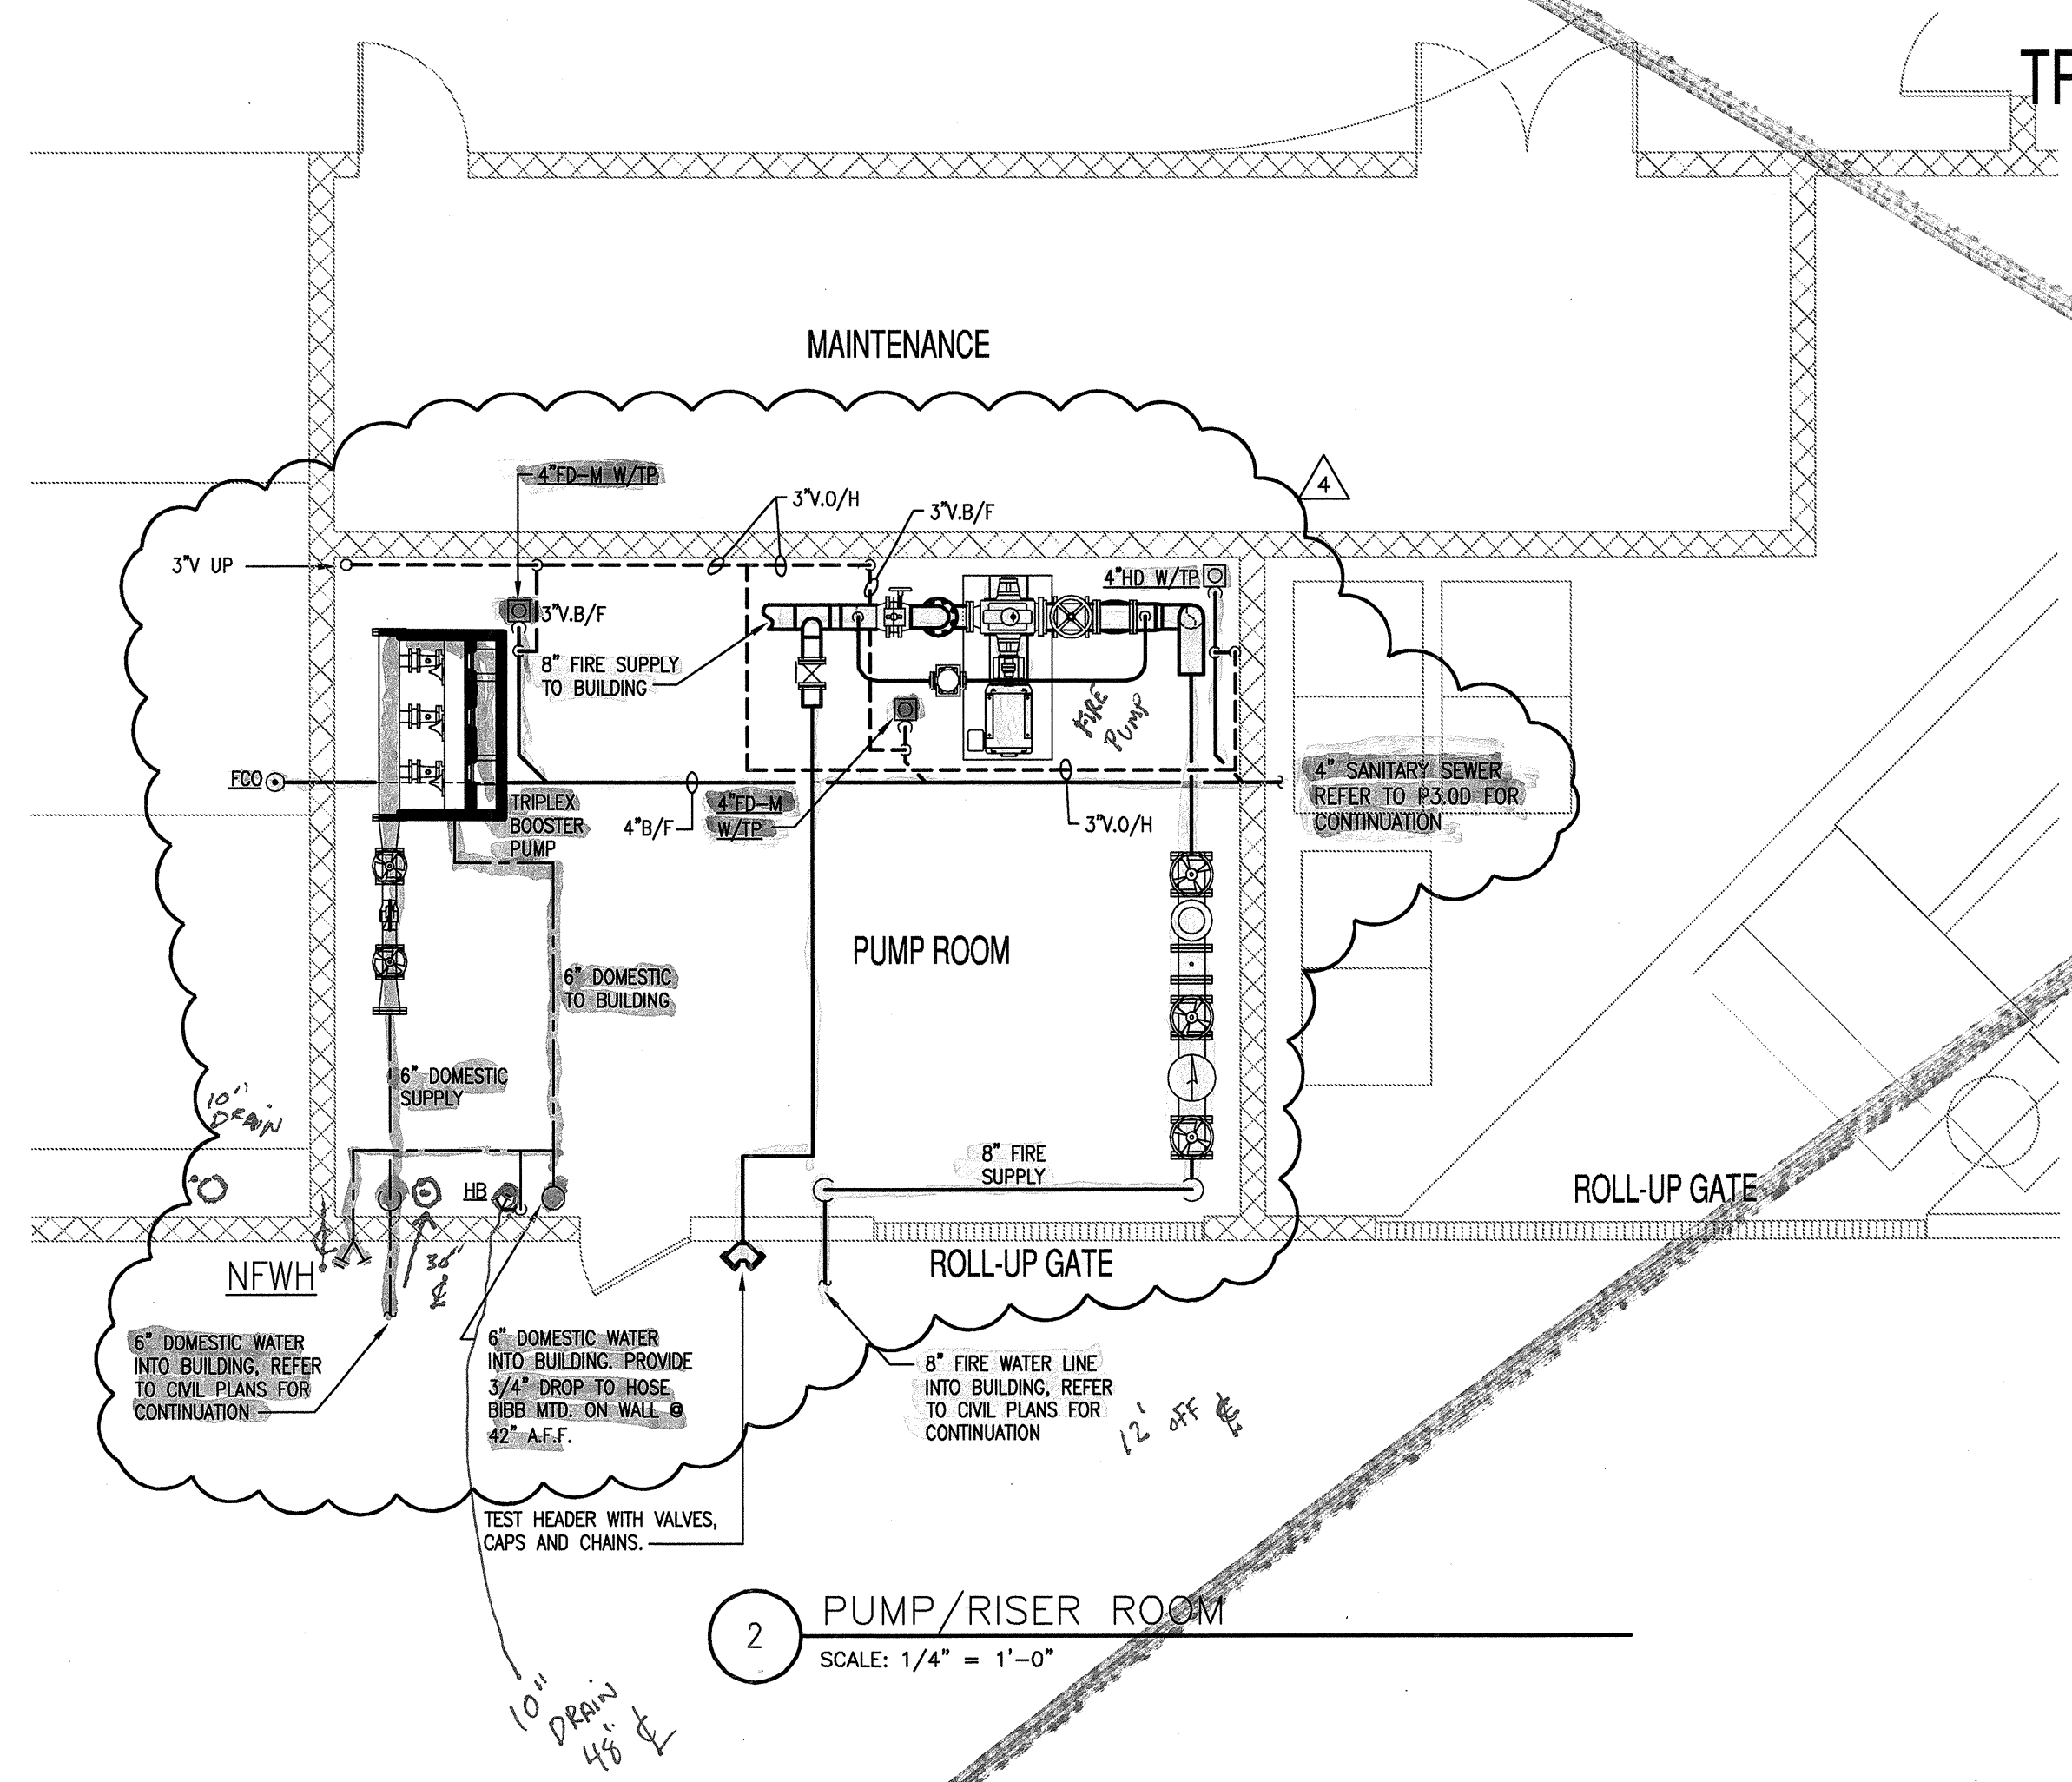 TR
MAINTENANCE
4"FD-M W/TP
3"V.O/H
3"V.B/F
4
3"V UP
4"HD W/TP
3"V.B/F
8" FIRE SUPPLY
TO BUILDING
FIRE
PUMP
FCO
4" SANITARY SEWER
REFER TO P3.0D FOR
CONTINUATION
TRIPLEX
BOOSTER
PUMP
4"B/F
4"FD-M
W/TP
3"V.O/H
PUMP ROOM
6" DOMESTIC
TO BUILDING
6" DOMESTIC
SUPPLY
10"
DRAIN
8" FIRE
SUPPLY
HB
ROLL-UP GATE
NFWH
30"
℄
ROLL-UP GATE
6" DOMESTIC WATER
INTO BUILDING, REFER
TO CIVIL PLANS FOR
CONTINUATION
6" DOMESTIC WATER
INTO BUILDING. PROVIDE
3/4" DROP TO HOSE
BIBB MTD. ON WALL @
42" A.F.F.
8" FIRE WATER LINE
INTO BUILDING, REFER
TO CIVIL PLANS FOR
CONTINUATION
12' OFF ℄
TEST HEADER WITH VALVES,
CAPS AND CHAINS.
2
PUMP/RISER ROOM
SCALE: 1/4" = 1'-0"
10"
DRAIN
48" ℄